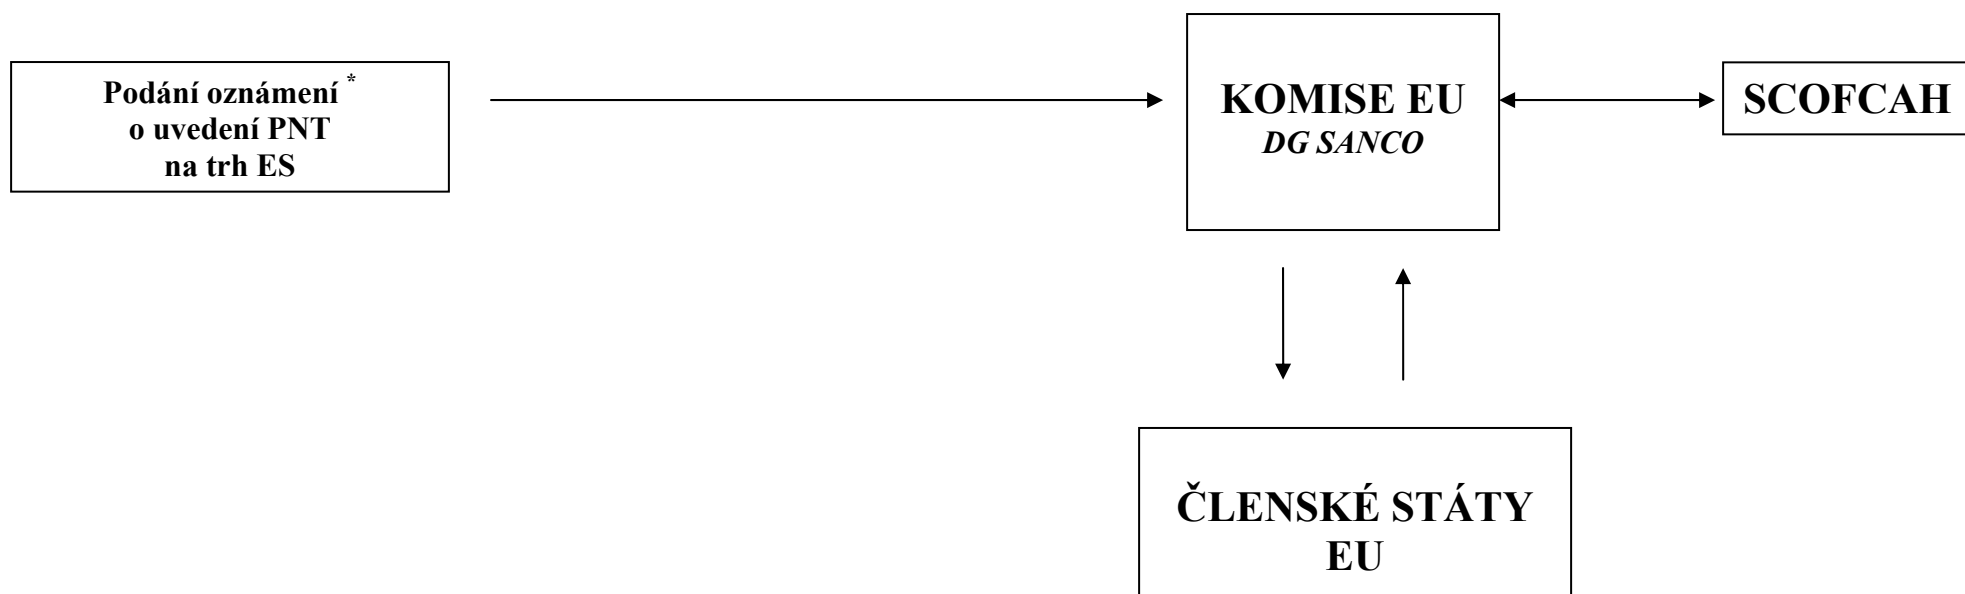 Podání oznámení *
o uvedení PNT
na trh ES
KOMISE EU
DG SANCO
SCOFCAH
ČLENSKÉ STÁTY
EU